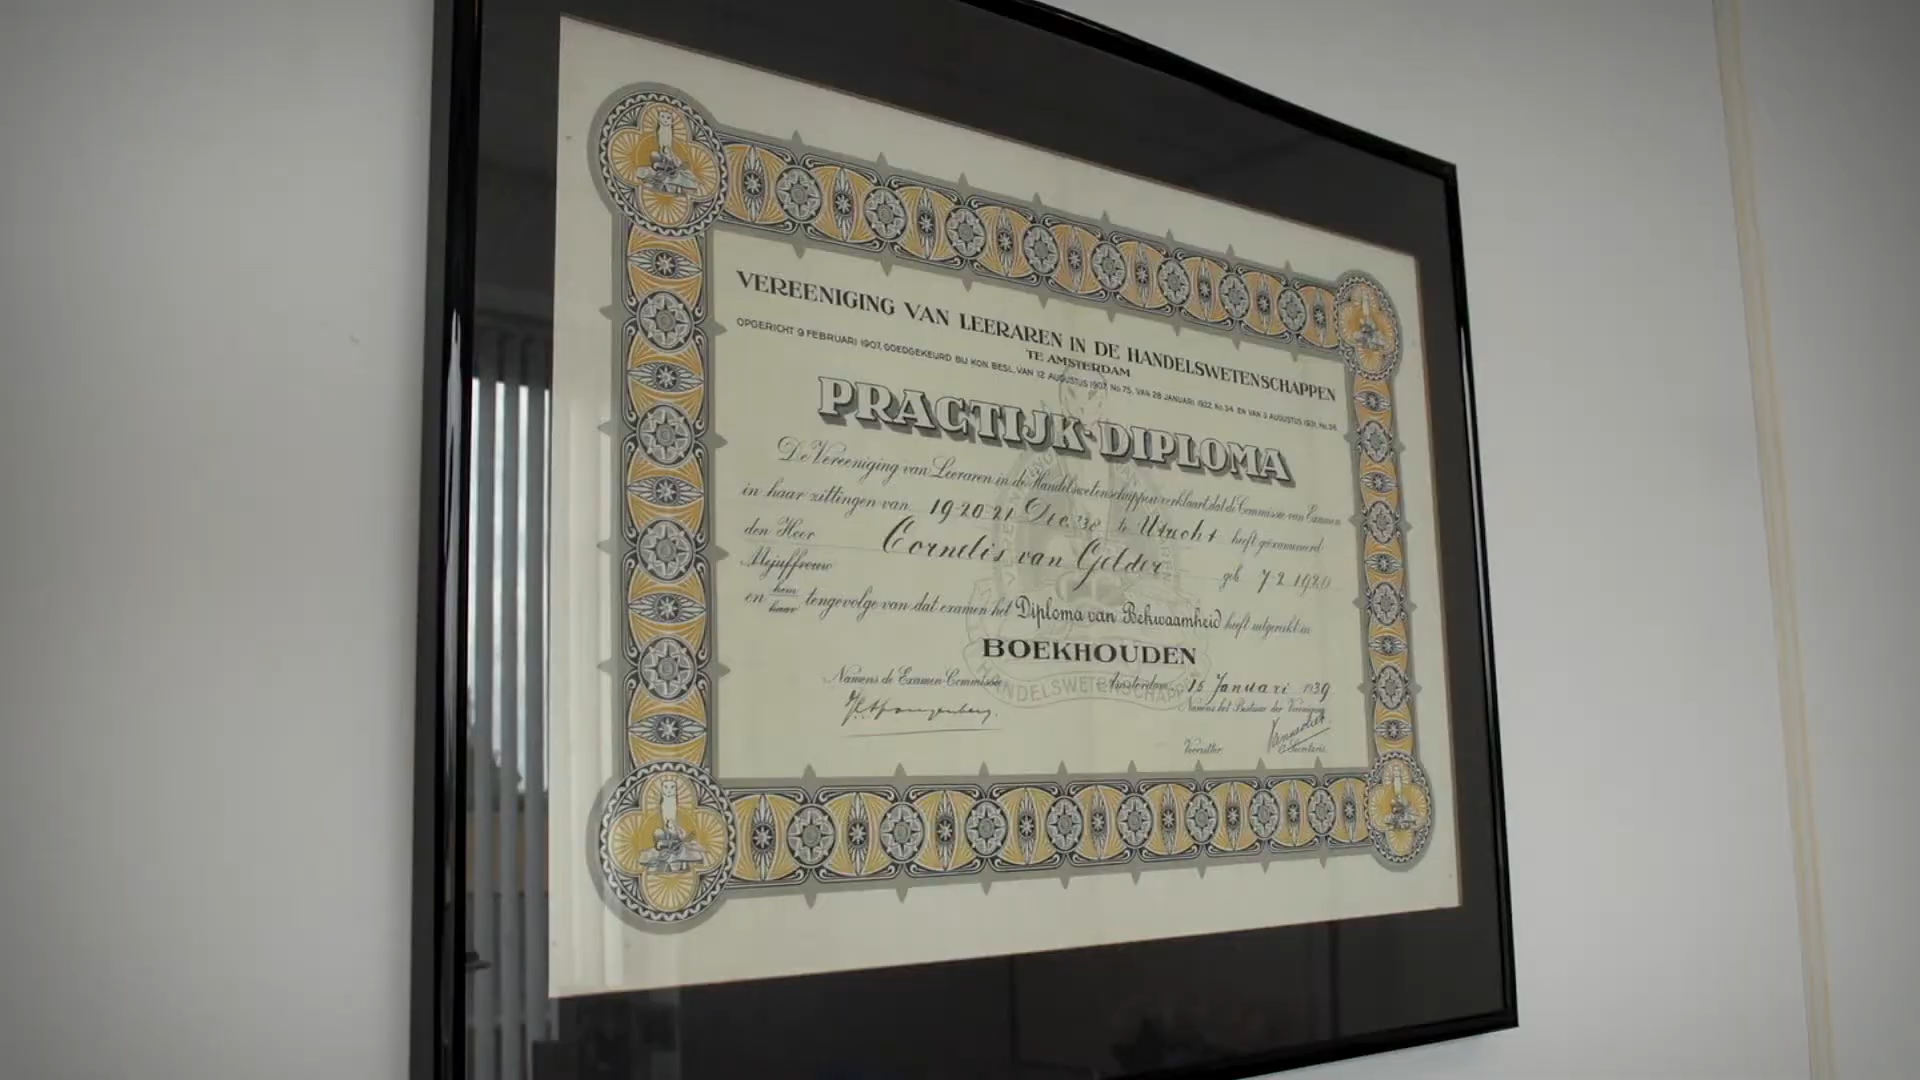 VEREENIGING VAN LEERAREN IN DE HANDELSWETENSCHAPPEN
TE AMSTERDAM
OPGERICHT 9 FEBRUARI 1907, GOEDGEKEURD BIJ KON. BESL. VAN 12 AUGUSTUS 1907, No. 75, VAN 28 JANUARI 1922, No. 34 EN VAN 3 AUGUSTUS 1931, No. 26
PRACTIJK-DIPLOMA
De Vereeniging van Leeraren in de Handelswetenschappen verklaart, dat de Commissie van Examen
in haar zittingen van 19-20-21 Dec. '38 te Utrecht heeft geëxamineerd
den Heer Cornelis van Gelder geb. 7-2-1920
Mejuffrouw
en hem haar tengevolge van dat examen het Diploma van Bekwaamheid heeft uitgereikt in
BOEKHOUDEN
Namens de Examen-Commissie Amsterdam, 15 Januari 1939
Namens het Bestuur der Vereeniging
Voorzitter Secretaris
HANDELSWETENSCHAPPEN